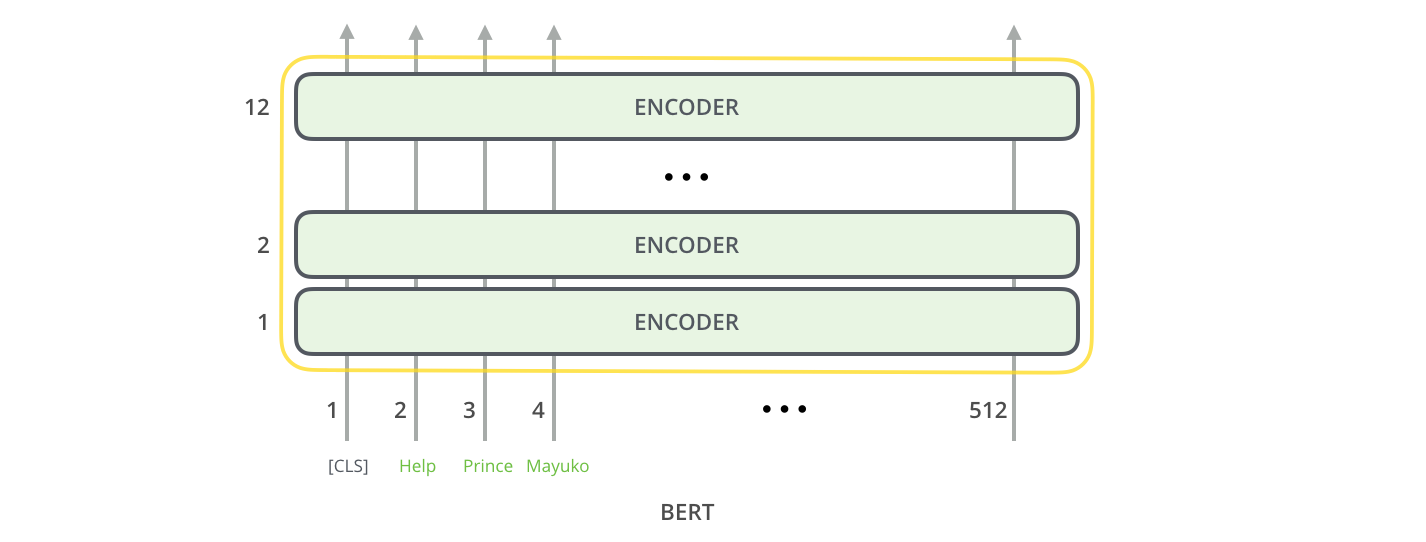 12 ENCODER
...
2 ENCODER
1 ENCODER
1 2 3 4 ... 512
[CLS] Help Prince Mayuko
BERT